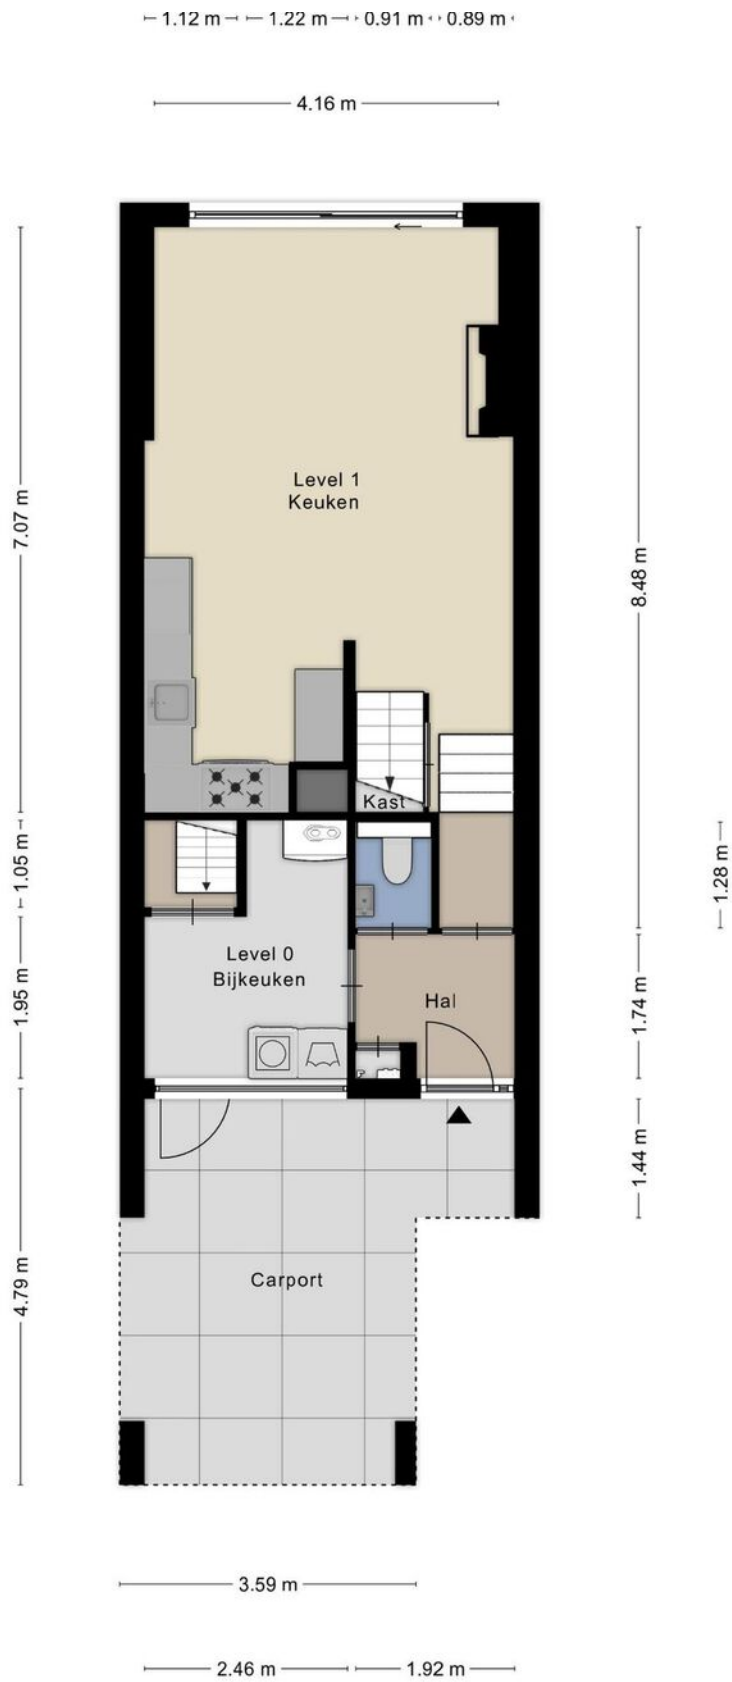 1.12 m 1.22 m 0.91 m 0.89 m
4.16 m
Level 1
Keuken
7.07 m
8.48 m
Kast
1.05 m
1.28 m
Level 0
Bijkeuken
Hal
1.95 m
1.74 m
1.44 m
Carport
4.79 m
3.59 m
2.46 m 1.92 m